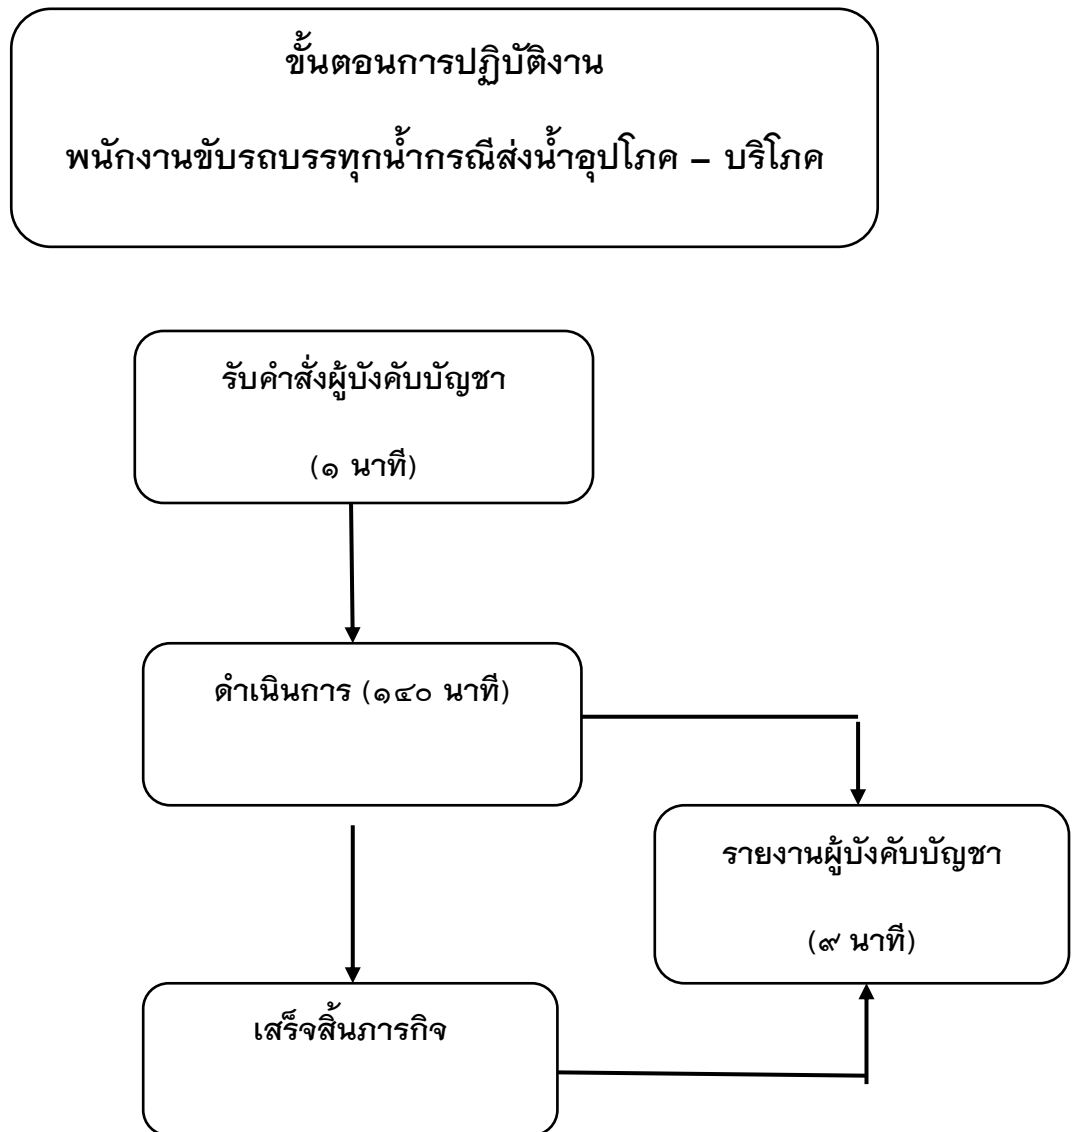 ขั้นตอนการปฏิบัติงาน
พนักงานขับรถบรรทุกน้ำกรณีส่งน้ำอุปโภค – บริโภค
รับคำสั่งผู้บังคับบัญชา
(๑ นาที)
ดำเนินการ (๑๔๐ นาที)
รายงานผู้บังคับบัญชา
(๙ นาที)
เสร็จสิ้นภารกิจ